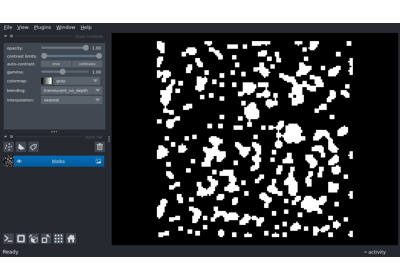 File View Plugins Window Help
opacity: 1.00
contrast limits:
auto-contrast: once continuous
gamma: 1.00
colormap: gray
blending: translucent_no_depth
interpolation: nearest
blobs
Ready
activity